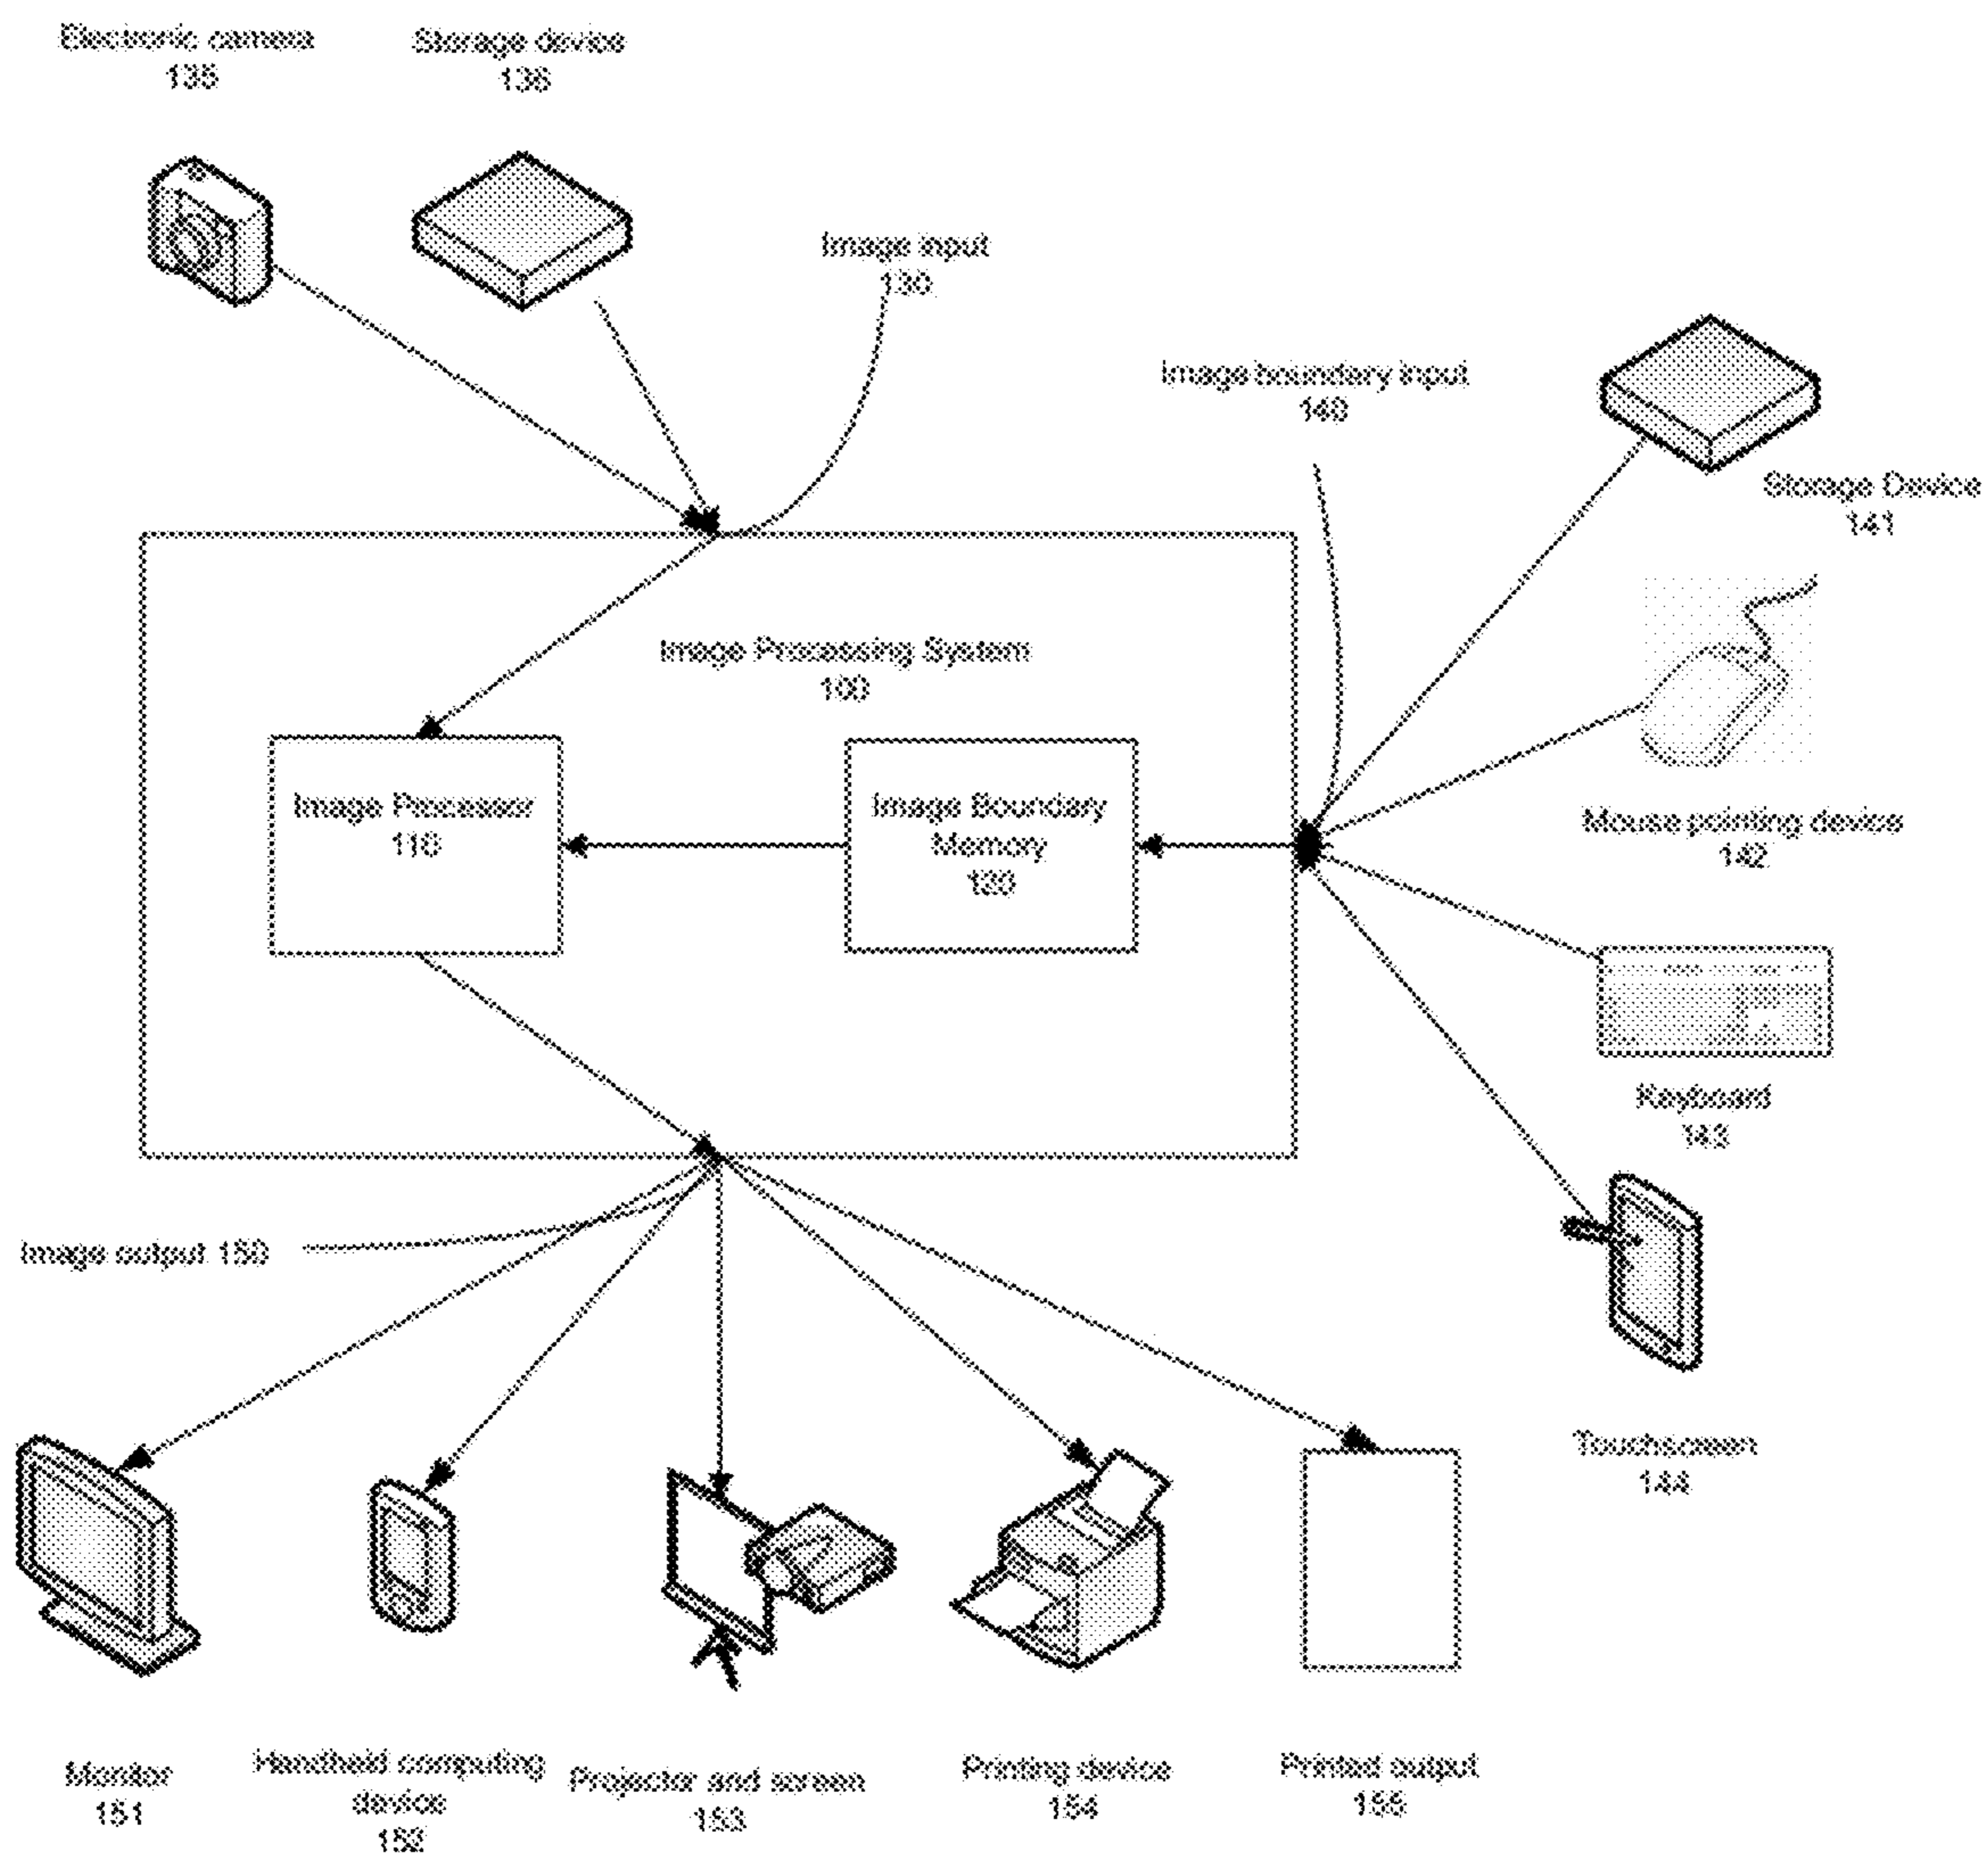 Electronic camera
135
Storage device
136
Image input
130
Image boundary input
140
Storage Device
141
Image Processing System
100
Image Processor
110
Image Boundary
Memory
120
Mouse pointing device
142
Keyboard
143
Image output 150
Touchscreen
144
Monitor
151
Handheld computing
device
152
Projector and screen
153
Printing device
154
Printed output
155